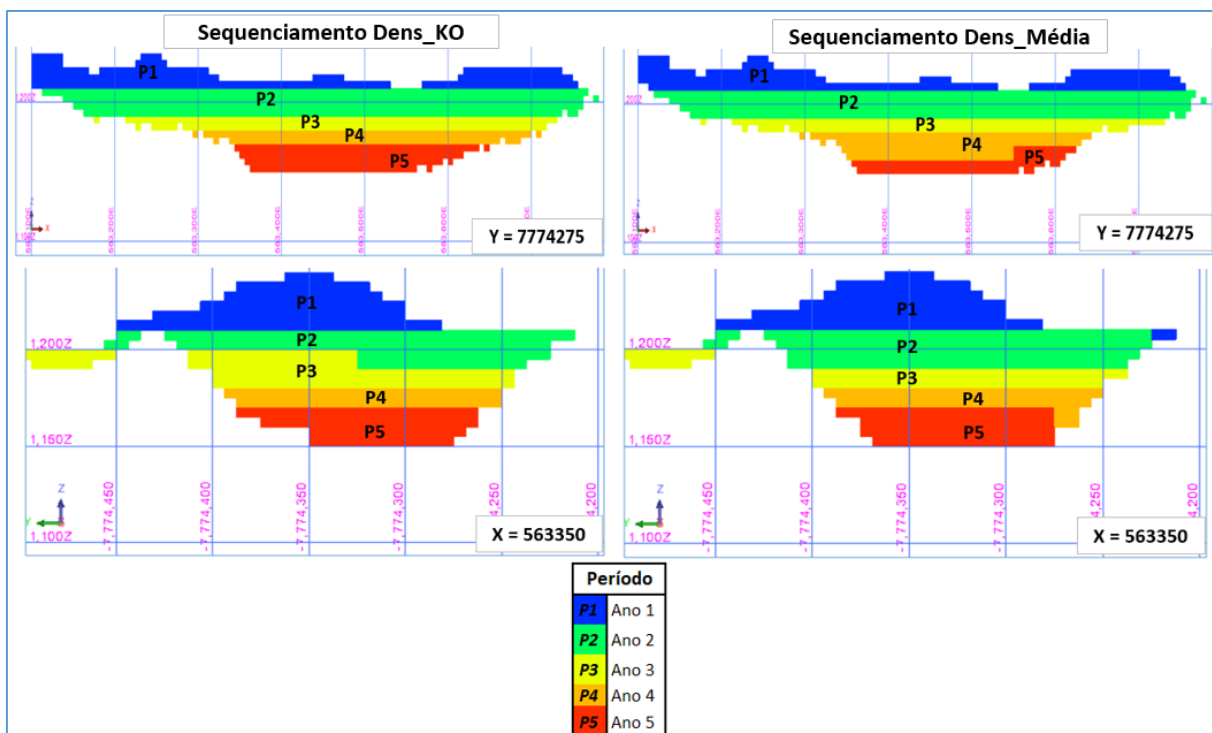 Sequenciamento Dens_KO
Sequenciamento Dens_Média
P1
P2
P3
P4
P5
Y = 7774275
P1
P2
P3
P4
P5
Y = 7774275
1,200Z
1,150Z
1,100Z
P1
P2
P3
P4
P5
-7,774,450
-7,774,400
-7,774,350
-7,774,300
Z
Y
X = 563350
1,200Z
1,150Z
1,100Z
P1
P2
P3
P4
P5
-7,774,450
-7,774,400
-7,774,350
-7,774,300
Z
Y
X = 563350
Período
P1 Ano 1
P2 Ano 2
P3 Ano 3
P4 Ano 4
P5 Ano 5